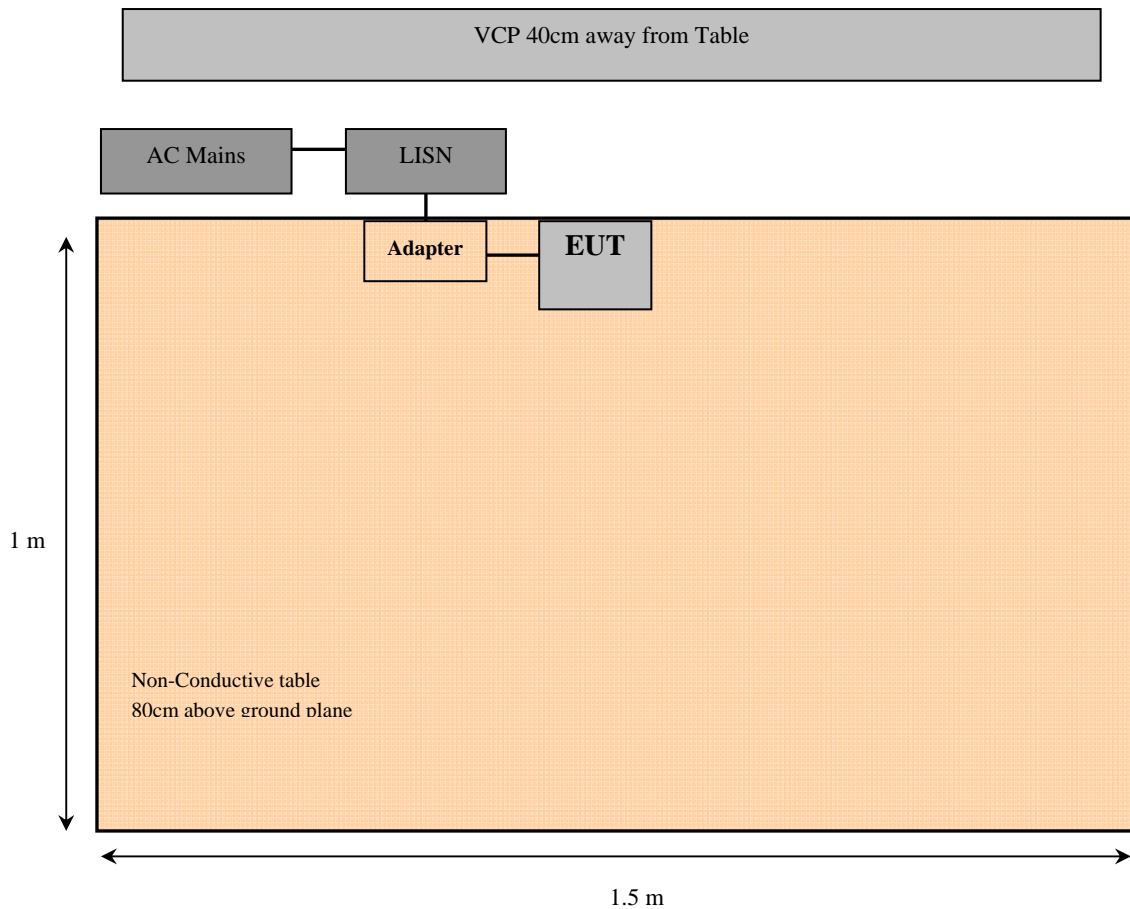 VCP 40cm away from Table
AC Mains
LISN
Adapter
EUT
1 m
Non-Conductive table
80cm above ground plane
1.5 m